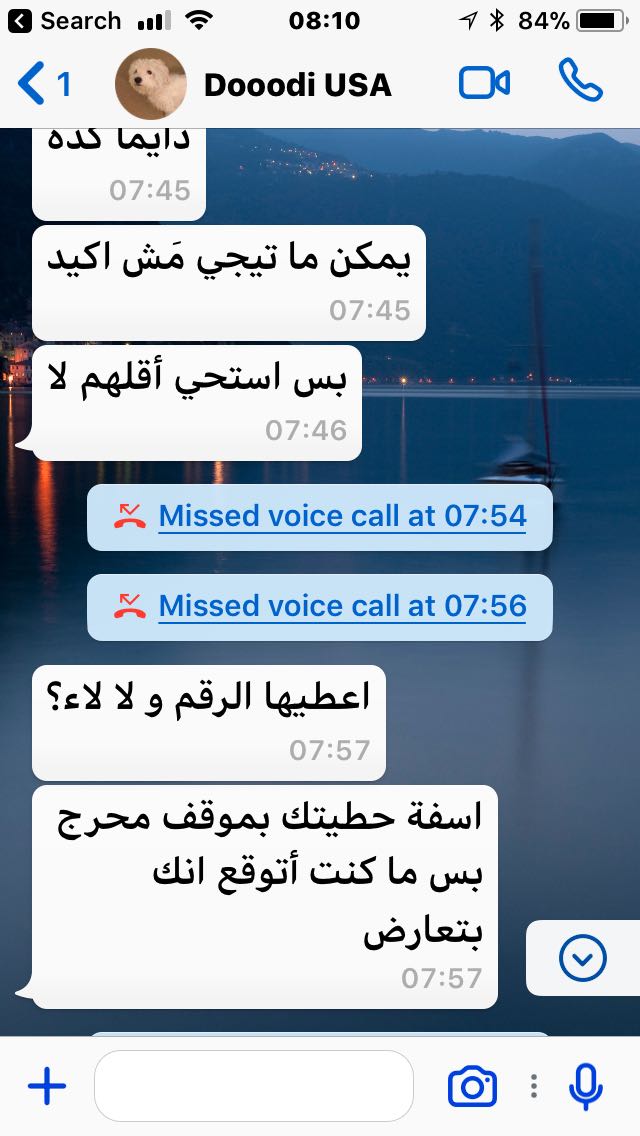 Search
08:10
84%
1
Dooodi USA
دايما كده
07:45
يمكن ما تيجي مَش اكيد
07:45
بس استحي أقلهم لا
07:46
Missed voice call at 07:54
Missed voice call at 07:56
اعطيها الرقم و لا لاء؟
07:57
اسفة حطيتك بموقف محرج
بس ما كنت أتوقع انك
بتعارض
07:57